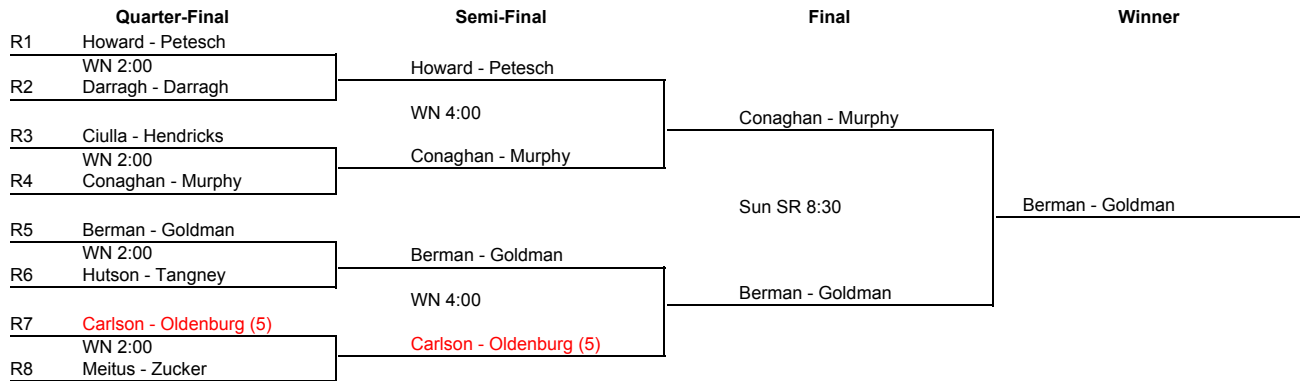 Quarter-Final Semi-Final Final Winner
R1 Howard - Petesch
WN 2:00
Howard - Petesch
R2 Darragh - Darragh
WN 4:00
Conaghan - Murphy
R3 Ciulla - Hendricks
WN 2:00
Conaghan - Murphy
R4 Conaghan - Murphy
Sun SR 8:30
Berman - Goldman
R5 Berman - Goldman
WN 2:00
Berman - Goldman
R6 Hutson - Tangney
WN 4:00
Berman - Goldman
R7 Carlson - Oldenburg (5)
WN 2:00
Carlson - Oldenburg (5)
R8 Meitus - Zucker